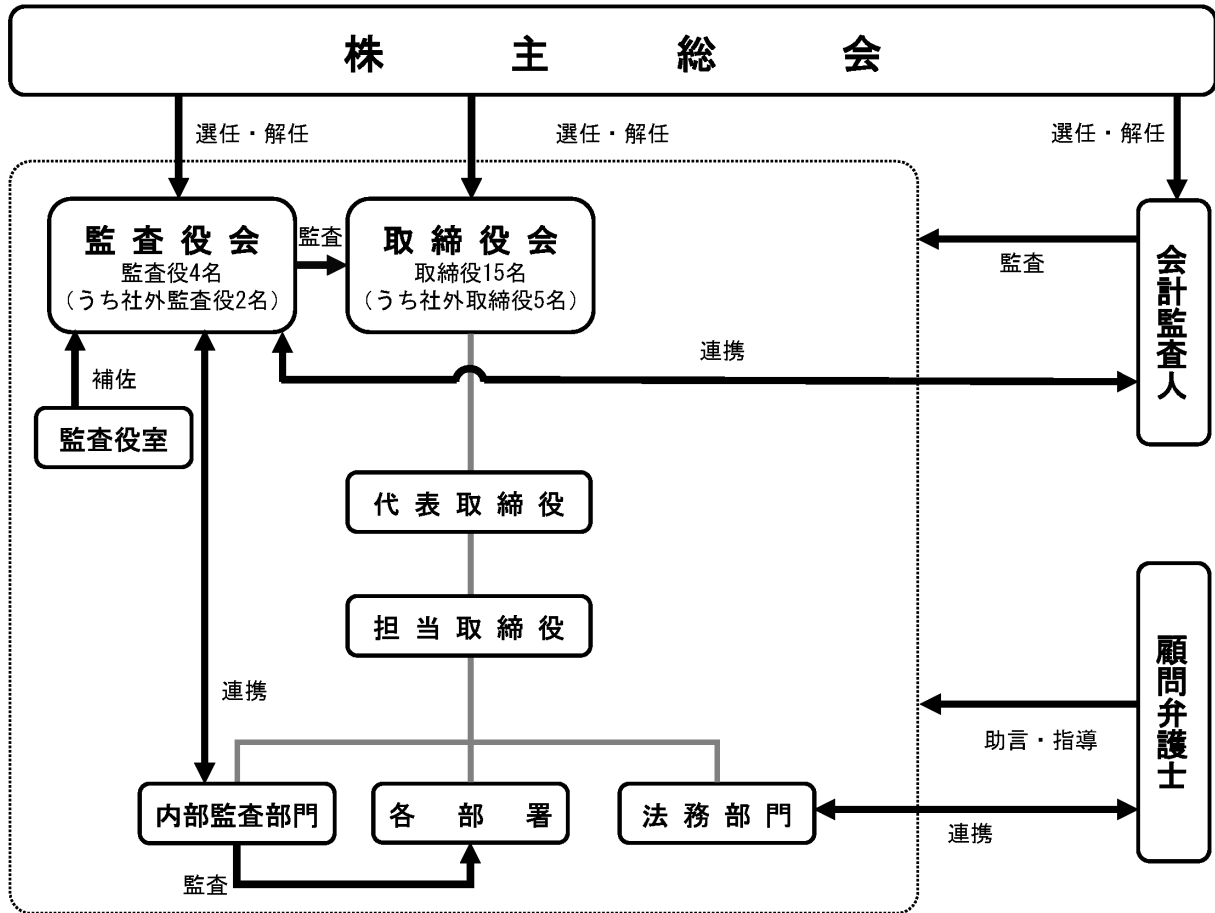 株主総会
選任・解任
選任・解任
選任・解任
監査役会
監査役4名
（うち社外監査役2名）
監査
取締役会
取締役15名
（うち社外取締役5名）
監査
会計監査人
連携
補佐
監査役室
代表取締役
担当取締役
連携
顧問弁護士
助言・指導
内部監査部門
各部署
法務部門
連携
監査